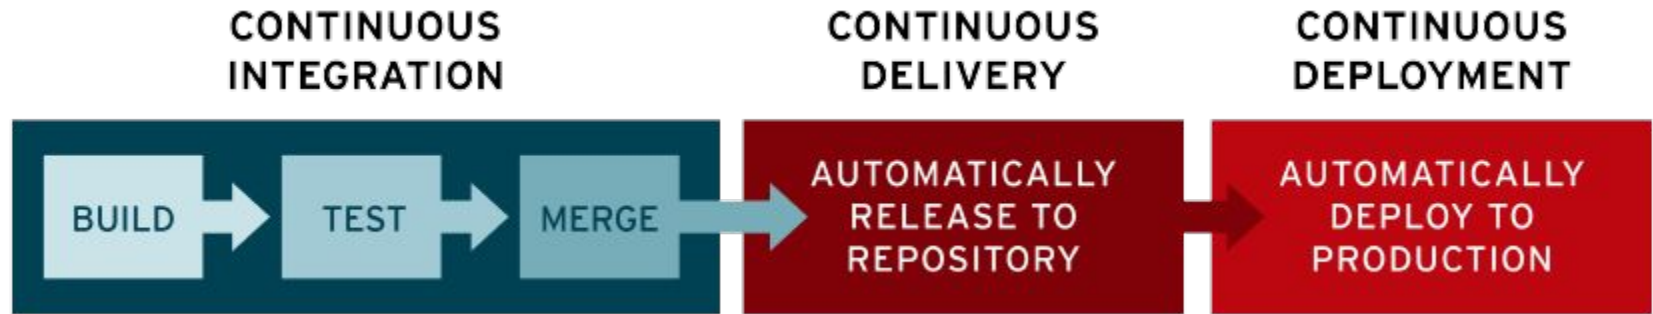 CONTINUOUS
INTEGRATION
BUILD
TEST
MERGE
CONTINUOUS
DELIVERY
AUTOMATICALLY
RELEASE TO
REPOSITORY
CONTINUOUS
DEPLOYMENT
AUTOMATICALLY
DEPLOY TO
PRODUCTION